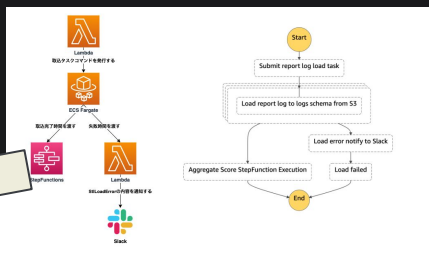 Lambda
取込タスクコマンドを発行する
ECS Fargate
取込完了時間を渡す
失敗時間を渡す
StepFunctions
Lambda
S3LoadErrorの内容を通知する
Slack
Start
Submit report log load task
Load report log to logs schema from S3
Load error notify to Slack
Aggregate Score StepFunction Execution
Load failed
End